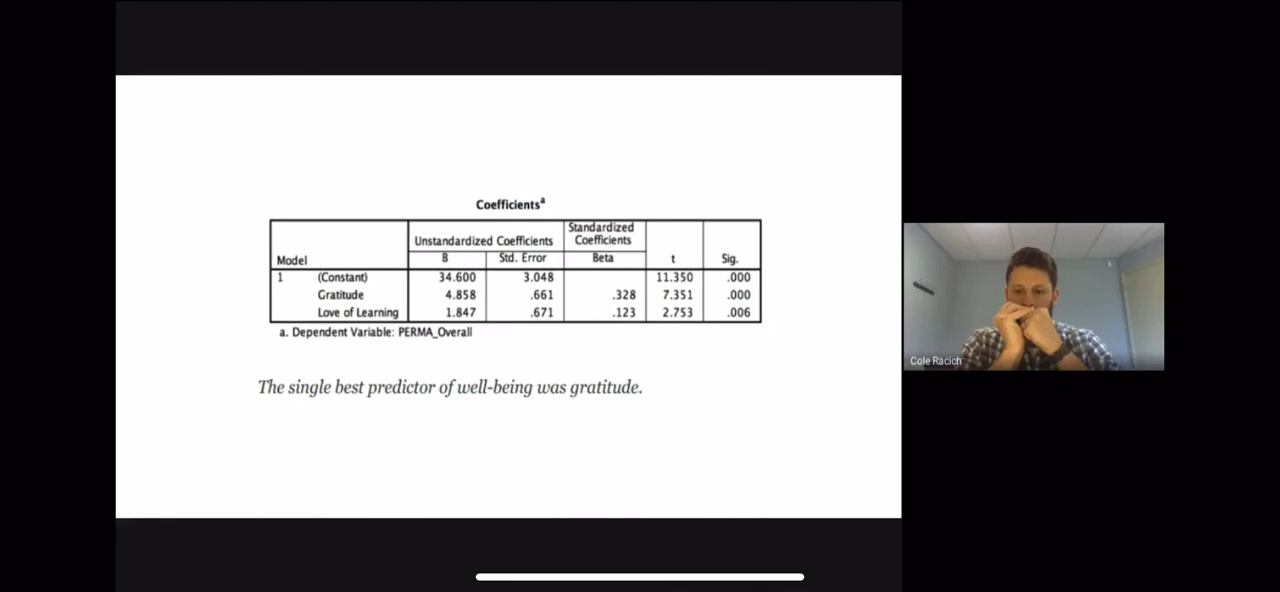 Coefficientsᵃ
Standardized
Unstandardized Coefficients Coefficients
Model B Std. Error Beta t Sig.
1 (Constant) 34.600 3.048 11.350 .000
Gratitude 4.858 .661 .328 7.351 .000
Love of Learning 1.847 .671 .123 2.753 .006
a. Dependent Variable: PERMA_Overall
The single best predictor of well-being was gratitude.
Cole Racich